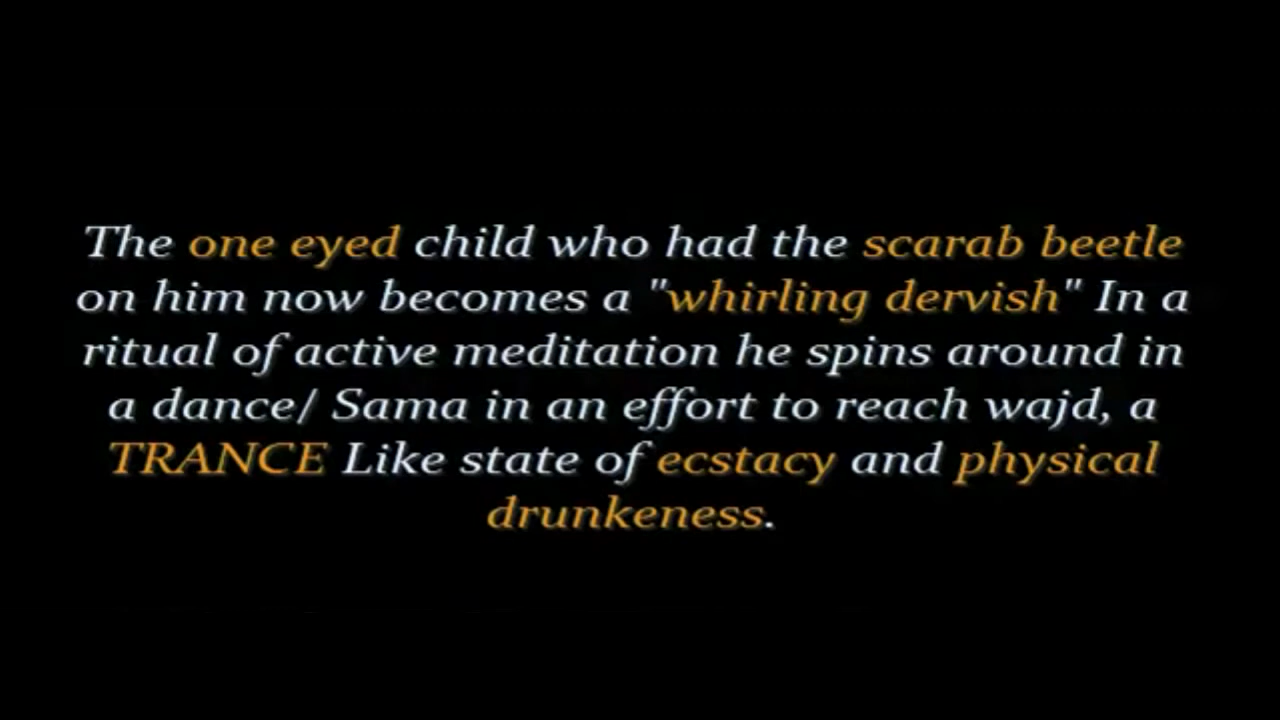 The one eyed child who had the scarab beetle
on him now becomes a "whirling dervish" In a
ritual of active meditation he spins around in
a dance/ Sama in an effort to reach wajd, a
TRANCE Like state of ecstacy and physical
drunkeness.